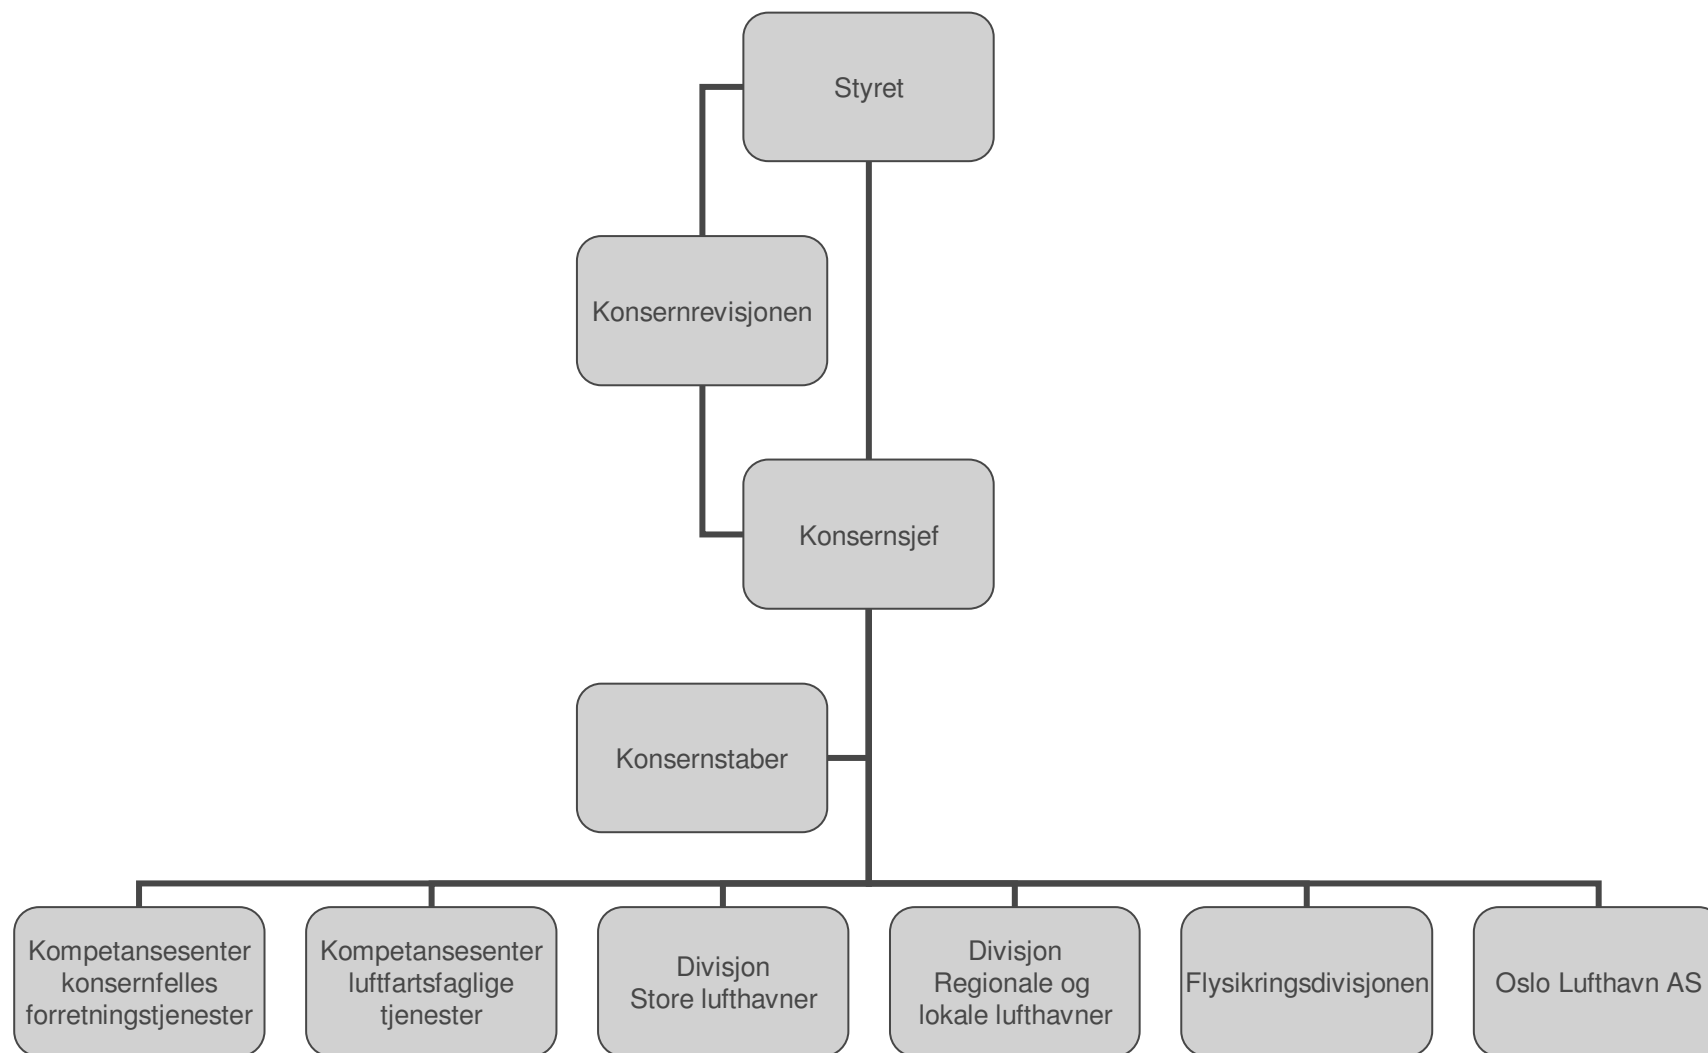 Styret
Konsernrevisjonen
Konsernsjef
Konsernstaber
Kompetansesenter
konsernfelles
forretningstjenester
Kompetansesenter
luftfartsfaglige
tjenester
Divisjon
Store lufthavner
Divisjon
Regionale og
lokale lufthavner
Flysikringsdivisjonen
Oslo Lufthavn AS